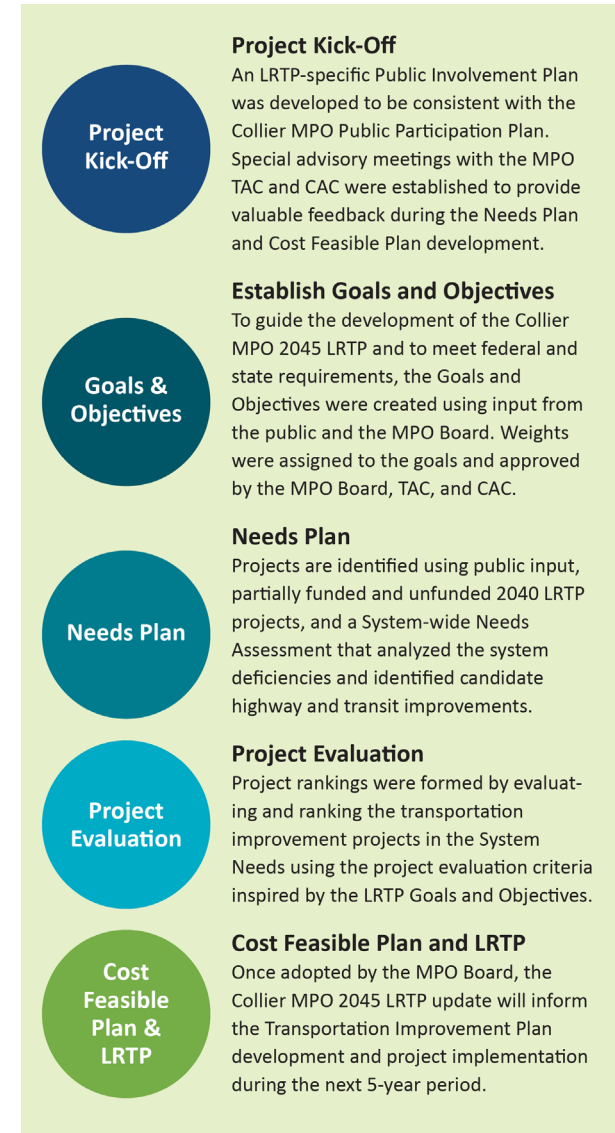 Project
Kick-Off
Project Kick-Off
An LRTP-specific Public Involvement Plan
was developed to be consistent with the
Collier MPO Public Participation Plan.
Special advisory meetings with the MPO
TAC and CAC were established to provide
valuable feedback during the Needs Plan
and Cost Feasible Plan development.
Goals &
Objectives
Establish Goals and Objectives
To guide the development of the Collier
MPO 2045 LRTP and to meet federal and
state requirements, the Goals and
Objectives were created using input from
the public and the MPO Board. Weights
were assigned to the goals and approved
by the MPO Board, TAC, and CAC.
Needs Plan
Needs Plan
Projects are identified using public input,
partially funded and unfunded 2040 LRTP
projects, and a System-wide Needs
Assessment that analyzed the system
deficiencies and identified candidate
highway and transit improvements.
Project
Evaluation
Project Evaluation
Project rankings were formed by evaluat-
ing and ranking the transportation
improvement projects in the System
Needs using the project evaluation criteria
inspired by the LRTP Goals and Objectives.
Cost
Feasible
Plan &
LRTP
Cost Feasible Plan and LRTP
Once adopted by the MPO Board, the
Collier MPO 2045 LRTP update will inform
the Transportation Improvement Plan
development and project implementation
during the next 5-year period.